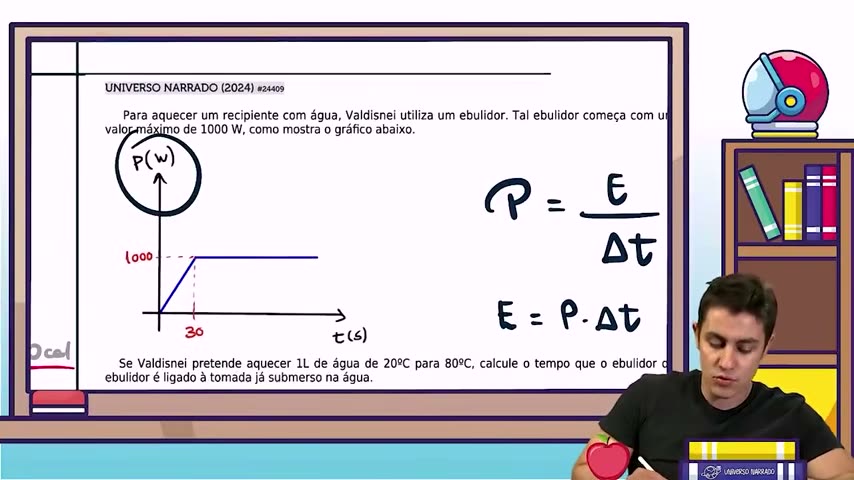 UNIVERSO NARRADO (2024) #24409
Para aquecer um recipiente com água, Valdisnei utiliza um ebulidor. Tal ebulidor começa com
valor máximo de 1000 W, como mostra o gráfico abaixo.
P(W)
1000
30
t(s)
P = E / Δt
E = P · Δt
Se Valdisnei pretende aquecer 1L de água de 20ºC para 80ºC, calcule o tempo que o ebulidor
ebulidor é ligado à tomada já submerso na água.
UNIVERSO NARRADO